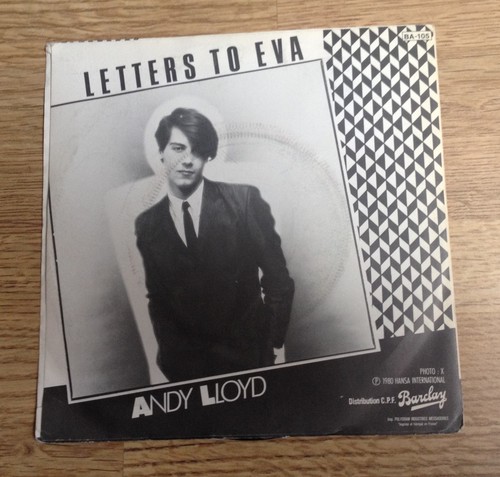 BA-105
LETTERS TO EVA
ANDY LLOYD
PHOTO : X
Ⓟ 1980 HANSA INTERNATIONAL
Distribution C.P.F. Barclay